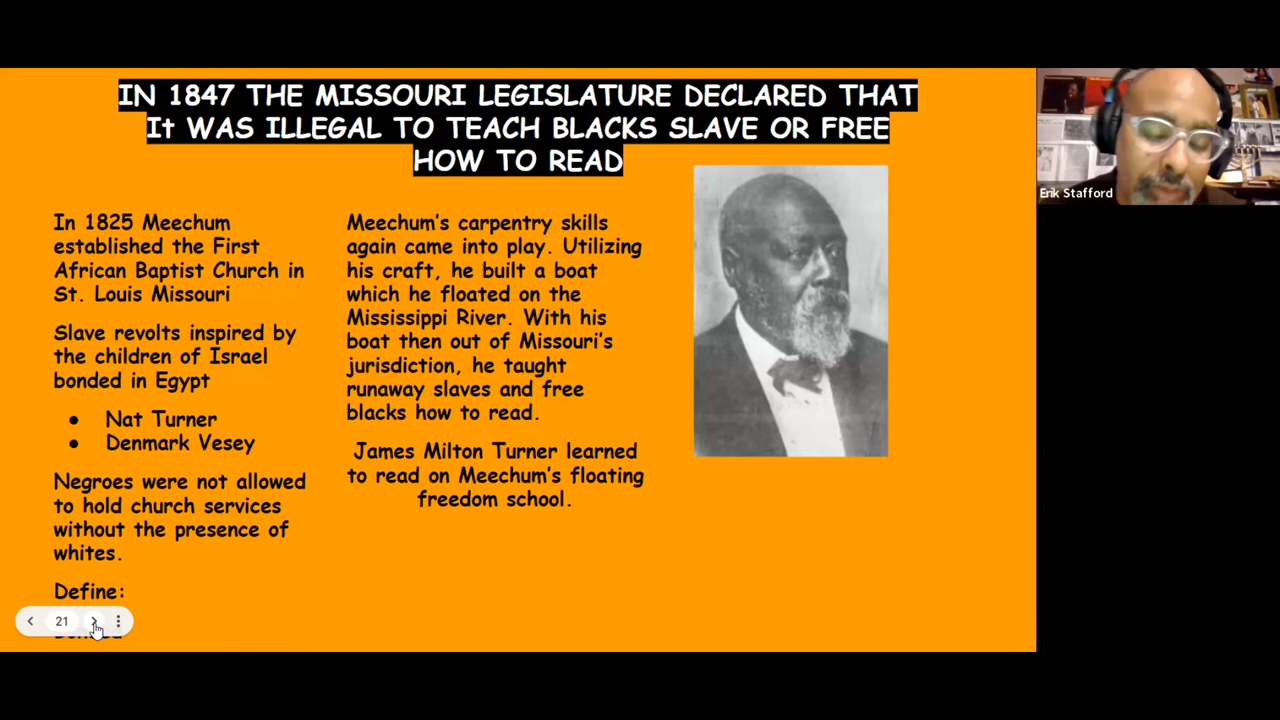 IN 1847 THE MISSOURI LEGISLATURE DECLARED THAT
It WAS ILLEGAL TO TEACH BLACKS SLAVE OR FREE
HOW TO READ
In 1825 Meechum
established the First
African Baptist Church in
St. Louis Missouri
Slave revolts inspired by
the children of Israel
bonded in Egypt
● Nat Turner
● Denmark Vesey
Negroes were not allowed
to hold church services
without the presence of
whites.
Define:
21
Meechum's carpentry skills
again came into play. Utilizing
his craft, he built a boat
which he floated on the
Mississippi River. With his
boat then out of Missouri's
jurisdiction, he taught
runaway slaves and free
blacks how to read.
James Milton Turner learned
to read on Meechum's floating
freedom school.
Erik Stafford